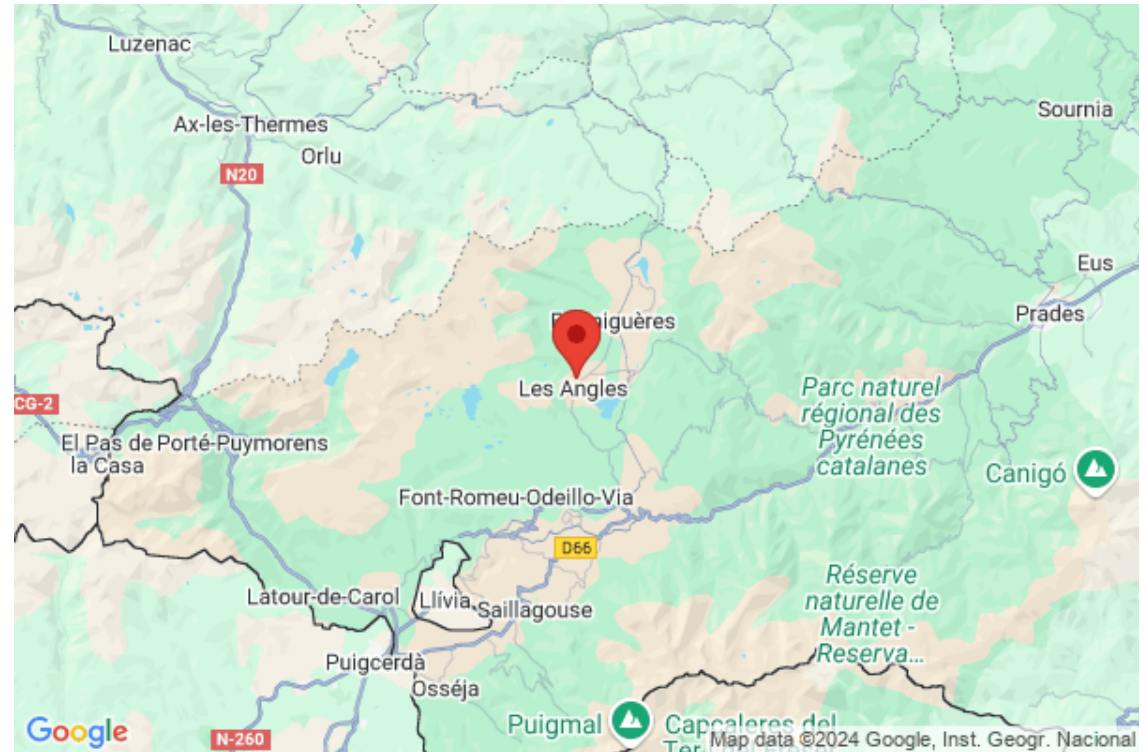 Luzenac
Sournia
Ax-les-Thermes
Orlu
N20
Eus
Prades
Les Angles
CG-2
Parc naturel
régional des
Pyrénées
catalanes
El Pas de
la Casa
Porté-Puymorens
Canigó
Font-Romeu-Odeillo-Via
D66
Réserve
naturelle de
Mantet -
Reserva...
Latour-de-Carol
Llívia
Saillagouse
Puigcerdà
Osséja
Puigmal
Capçaleres del
Google
N-260
Map data ©2024 Google, Inst. Geogr. Nacional